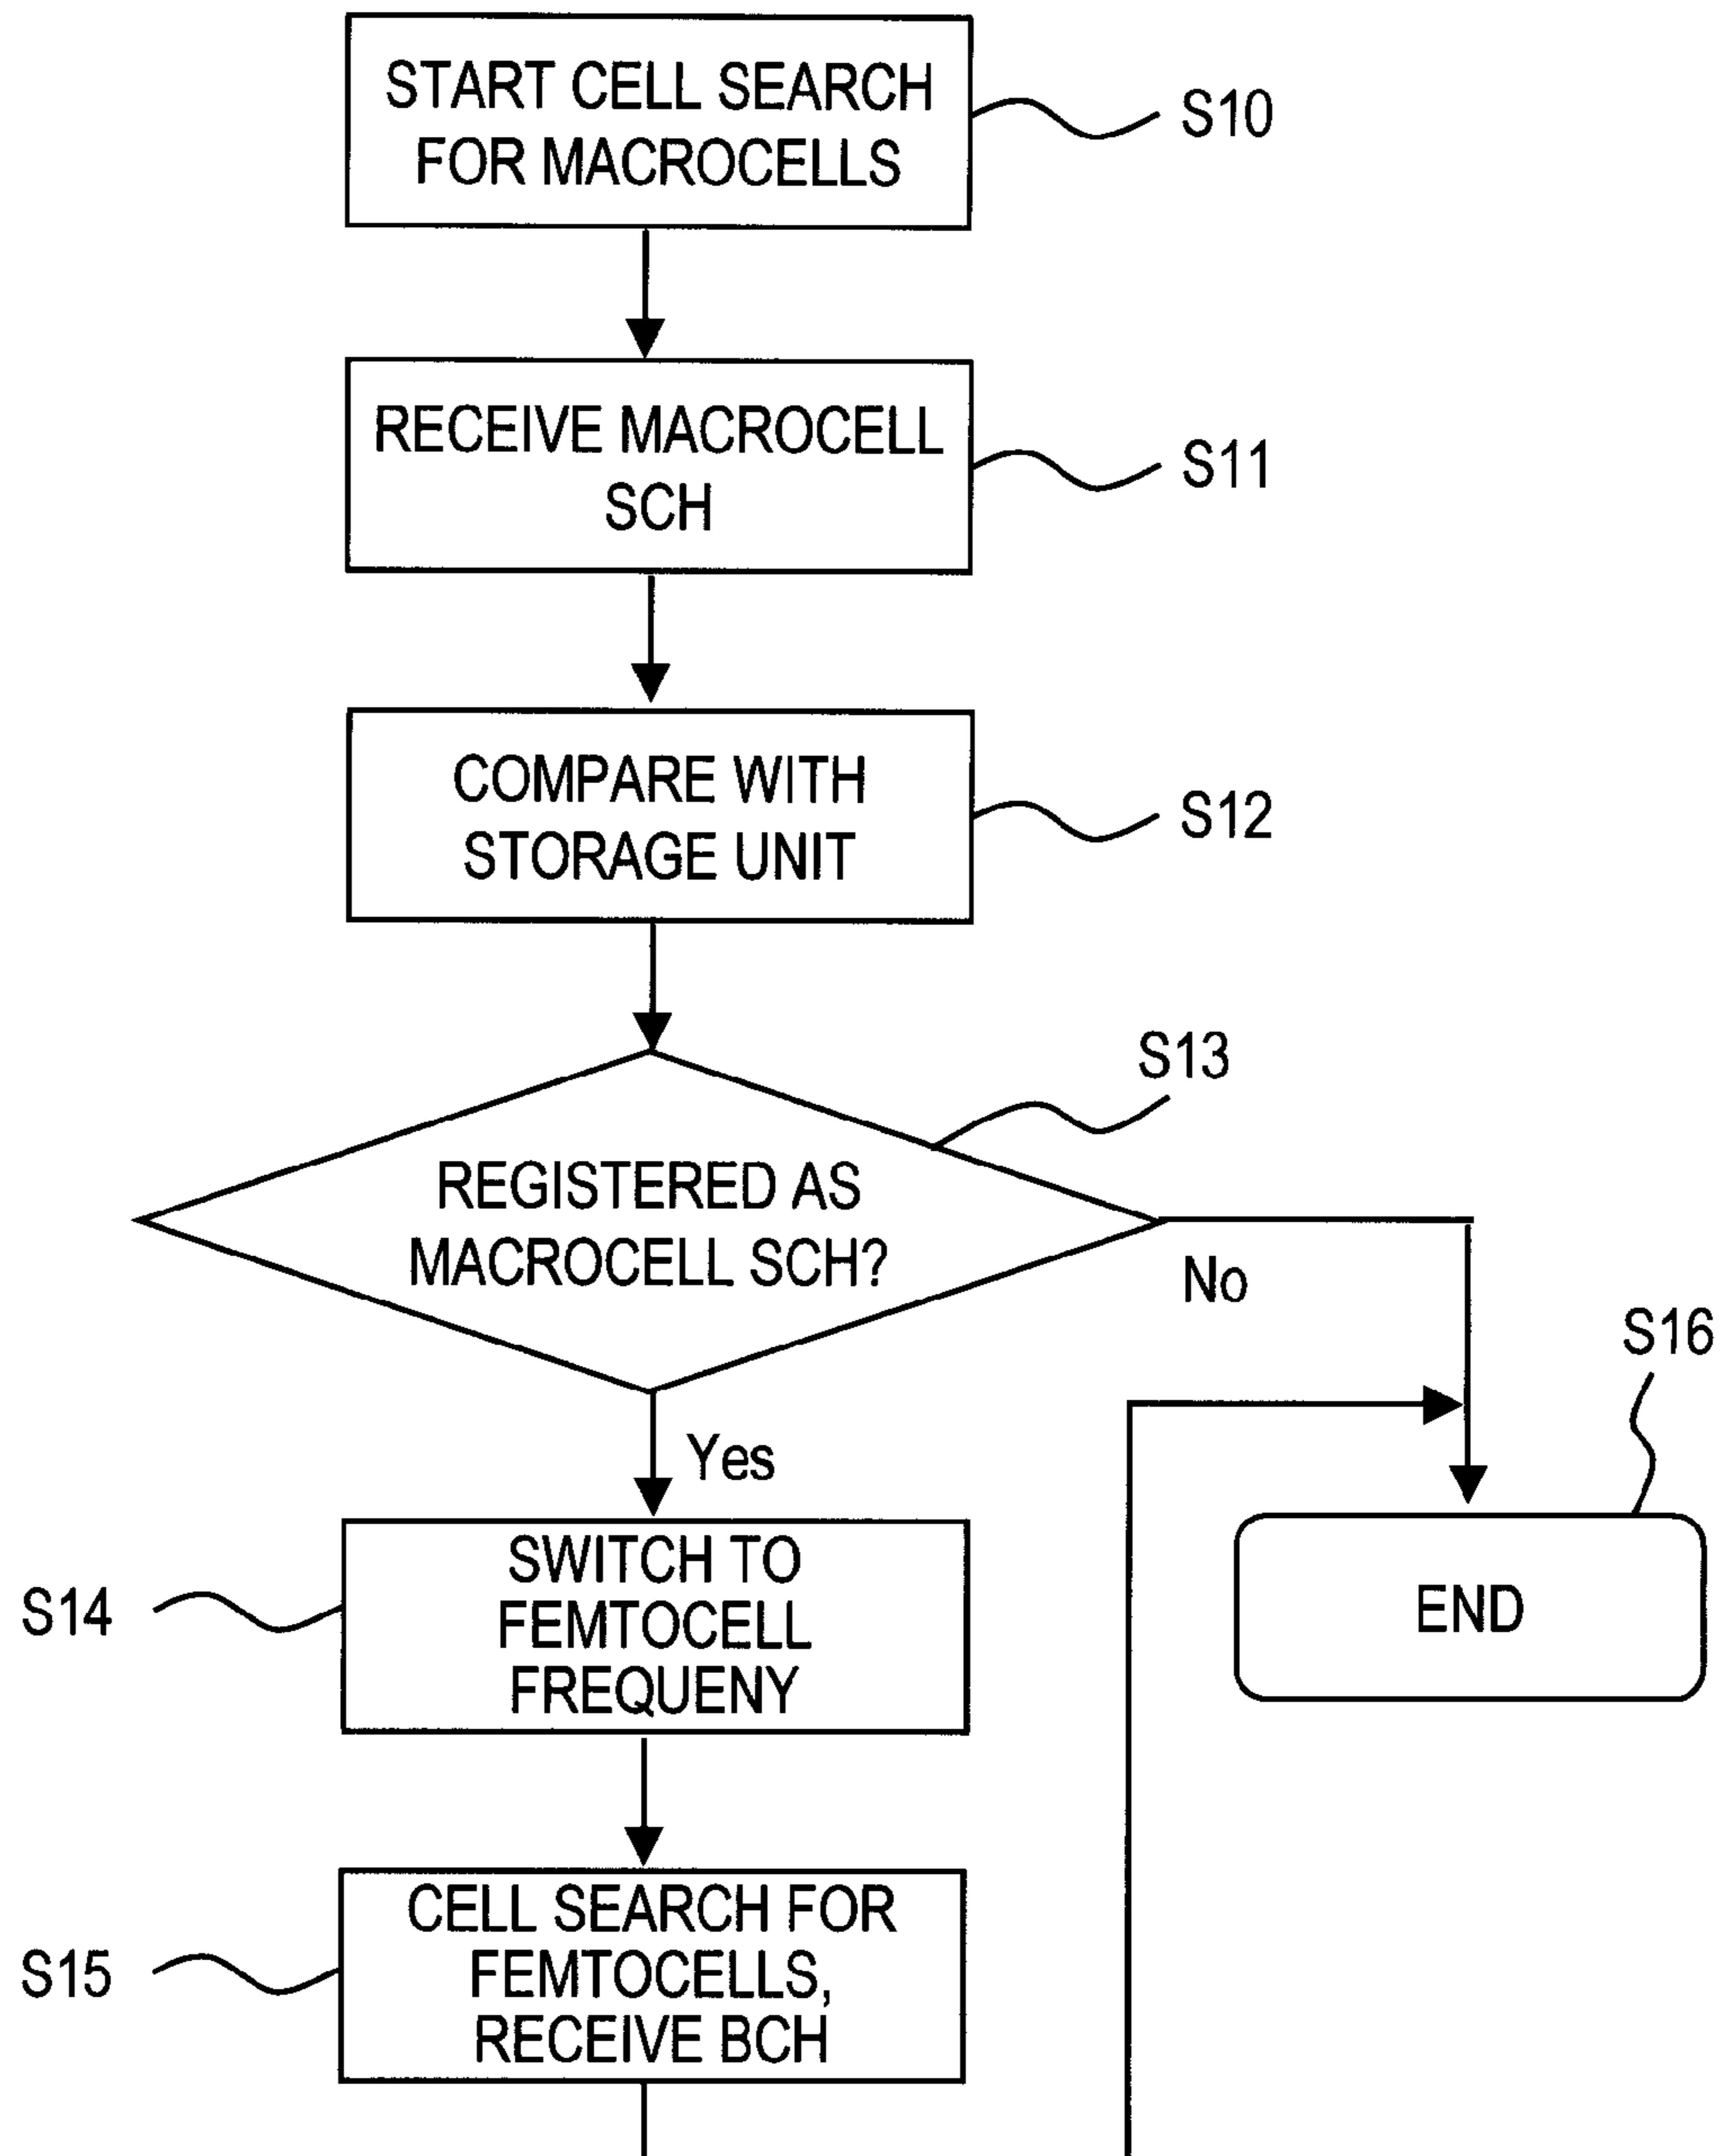 START CELL SEARCH
FOR MACROCELLS
S10
RECEIVE MACROCELL
SCH
S11
COMPARE WITH
STORAGE UNIT
S12
S13
REGISTERED AS
MACROCELL SCH?
No
S16
Yes
SWITCH TO
FEMTOCELL
FREQUENY
S14
END
CELL SEARCH FOR
FEMTOCELLS,
RECEIVE BCH
S15